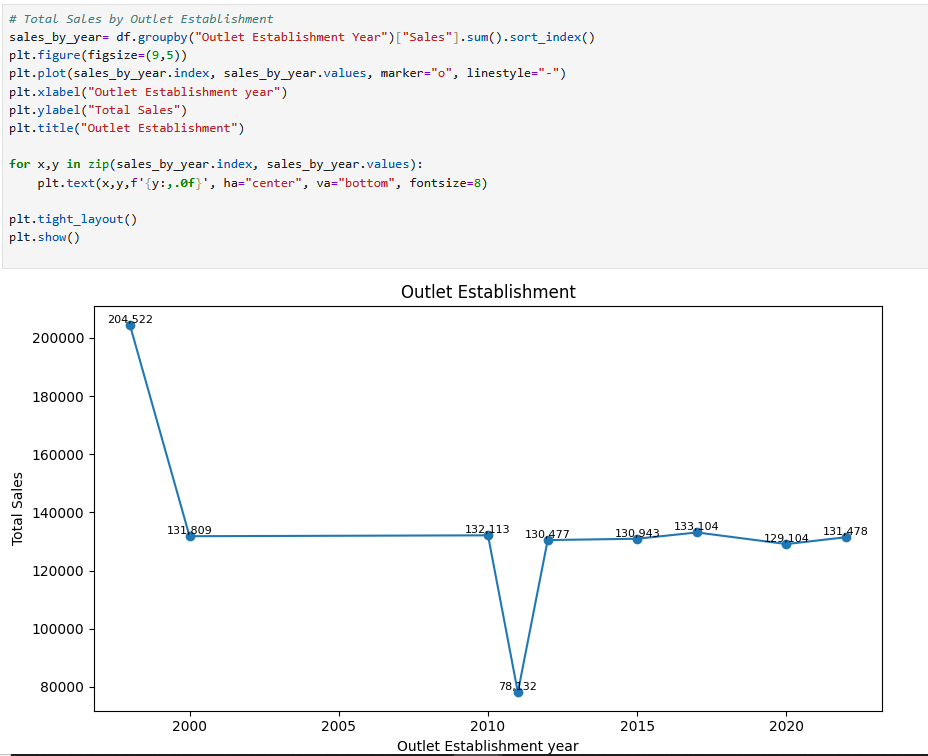 # Total Sales by Outlet Establishment
sales_by_year= df.groupby("Outlet Establishment Year")["Sales"].sum().sort_index()
plt.figure(figsize=(9,5))
plt.plot(sales_by_year.index, sales_by_year.values, marker="o", linestyle="-")
plt.xlabel("Outlet Establishment year")
plt.ylabel("Total Sales")
plt.title("Outlet Establishment")
for x,y in zip(sales_by_year.index, sales_by_year.values):
    plt.text(x,y,f'{y:,.0f}', ha="center", va="bottom", fontsize=8)
plt.tight_layout()
plt.show()
Outlet Establishment
Total Sales
200000
180000
160000
140000
120000
100000
80000
204,522
131,809
132,113
78,132
130,477
130,943
133,104
129,104
131,478
2000
2005
2010
2015
2020
Outlet Establishment year